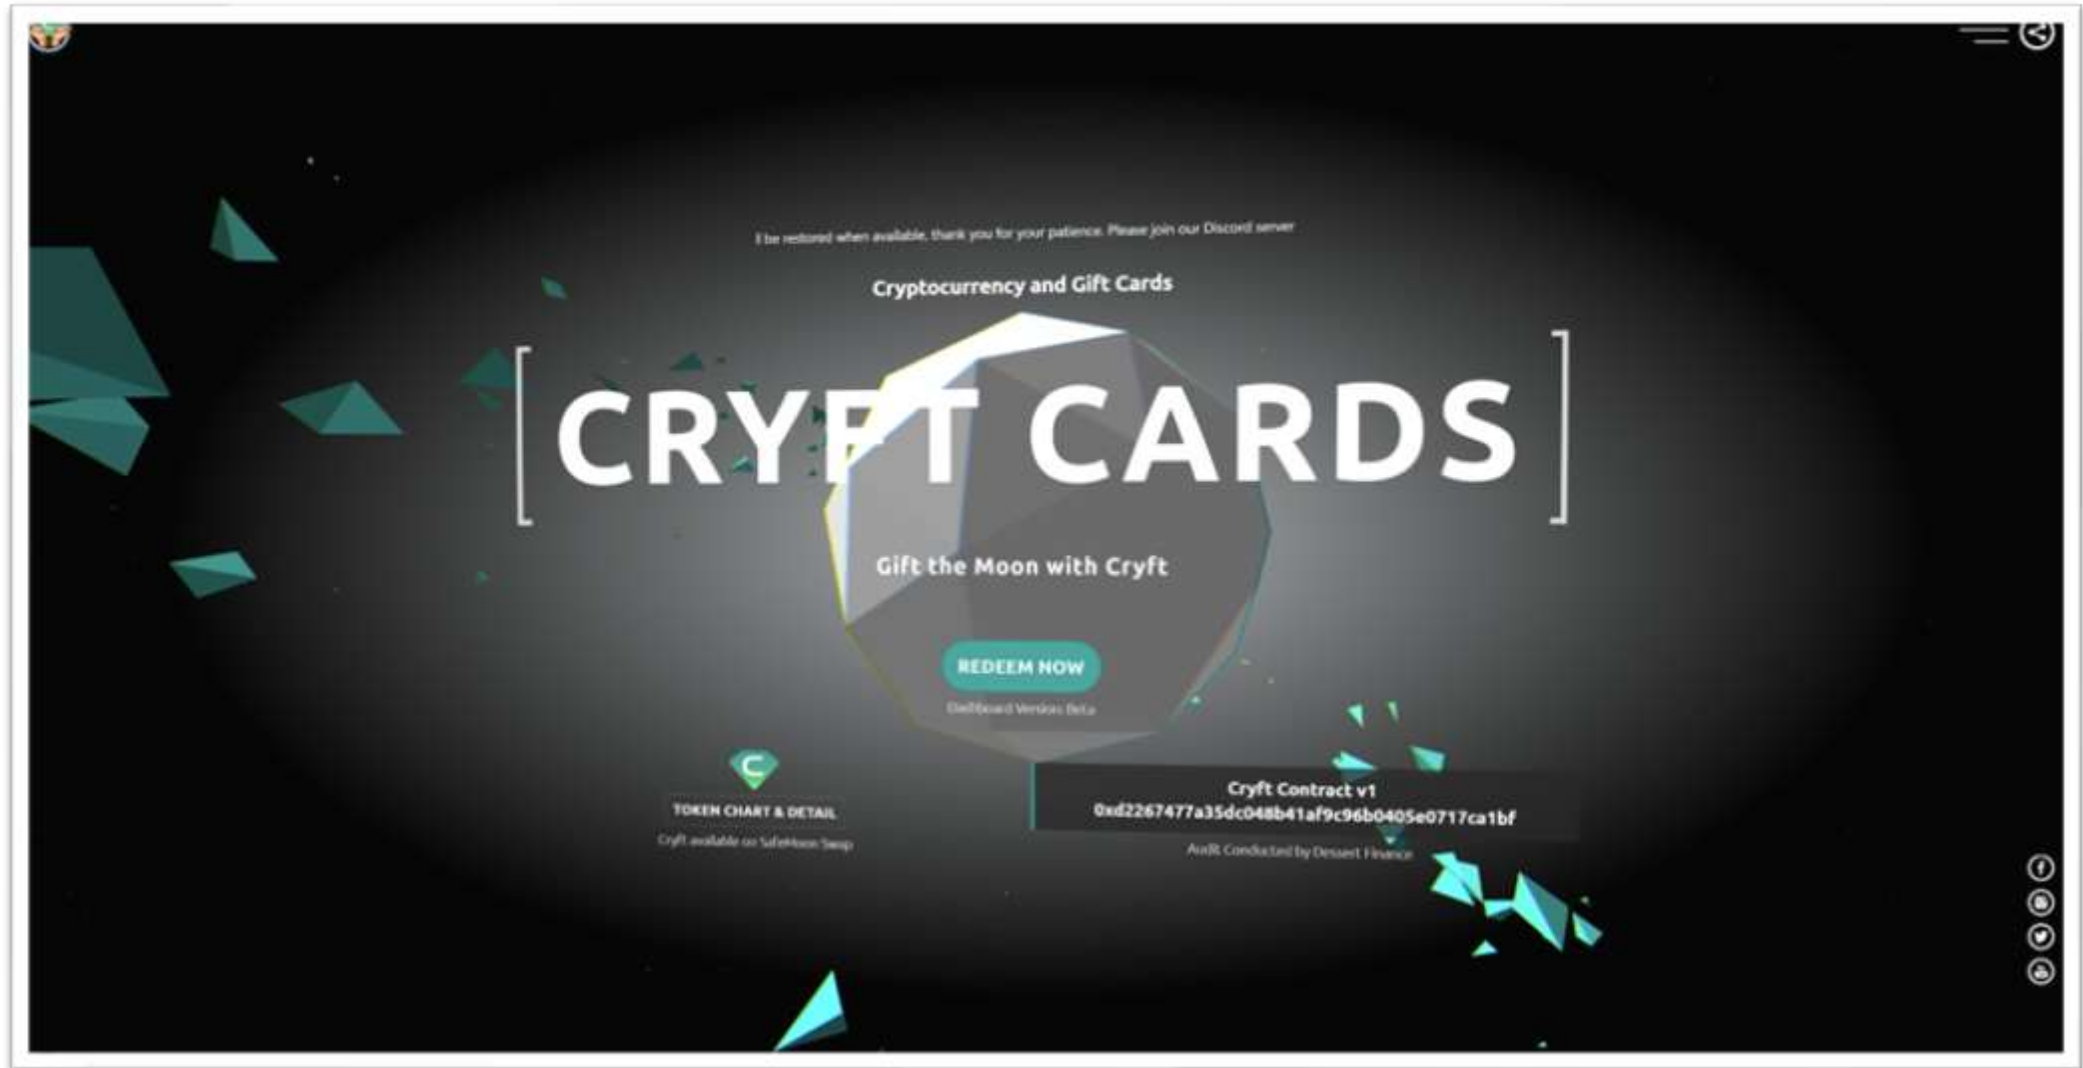 l be restored when available, thank you for your patience. Please join our Discord server
Cryptocurrency and Gift Cards
[ CRYFT CARDS ]
Gift the Moon with Cryft
REDEEM NOW
Dashboard Version: Beta
C
TOKEN CHART & DETAIL
Cryft available on SafeMoon Swap
Cryft Contract v1
0xd2267477a35dc048b41af9c96b0405e0717ca1bf
Audit Conducted by Dessert Finance